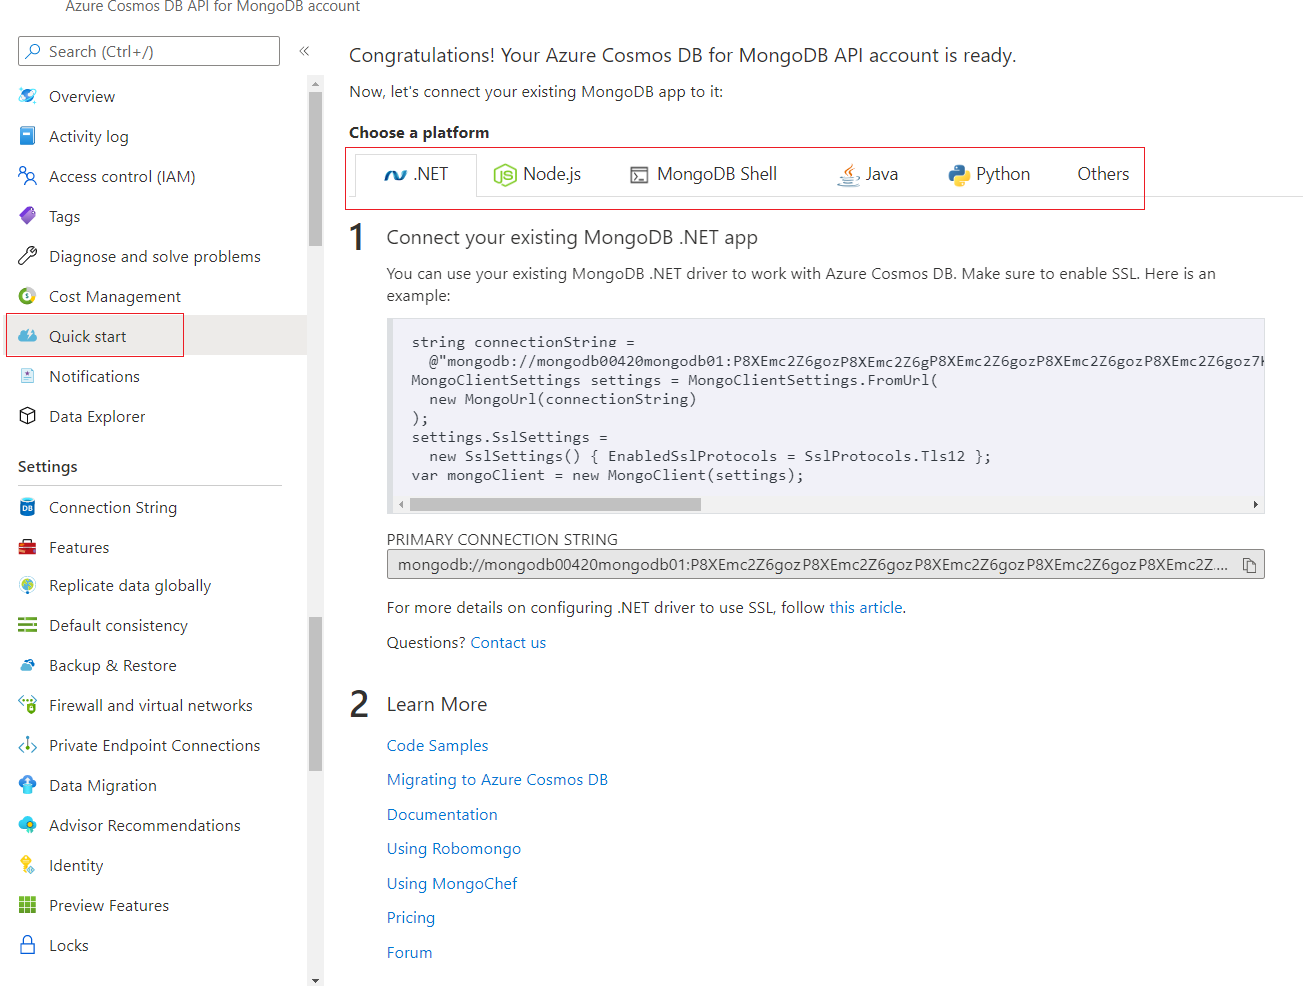 Azure Cosmos DB API for MongoDB account
Search (Ctrl+/)
«
Overview
Activity log
Access control (IAM)
Tags
Diagnose and solve problems
Cost Management
Quick start
Notifications
Data Explorer
Settings
Connection String
Features
Replicate data globally
Default consistency
Backup & Restore
Firewall and virtual networks
Private Endpoint Connections
Data Migration
Advisor Recommendations
Identity
Preview Features
Locks
Congratulations! Your Azure Cosmos DB for MongoDB API account is ready.
Now, let's connect your existing MongoDB app to it:
Choose a platform
.NET Node.js MongoDB Shell Java Python Others
1 Connect your existing MongoDB .NET app
You can use your existing MongoDB .NET driver to work with Azure Cosmos DB. Make sure to enable SSL. Here is an
example:
string connectionString =
@"mongodb://mongodb00420mongodb01:P8XEmc2Z6gozP8XEmc2Z6gP8XEmc2Z6gozP8XEmc2Z6gozP8XEmc2Z6goz7
MongoClientSettings settings = MongoClientSettings.FromUrl(
new MongoUrl(connectionString)
);
settings.SslSettings =
new SslSettings() { EnabledSslProtocols = SslProtocols.Tls12 };
var mongoClient = new MongoClient(settings);
PRIMARY CONNECTION STRING
mongodb://mongodb00420mongodb01:P8XEmc2Z6gozP8XEmc2Z6gozP8XEmc2Z6gozP8XEmc2Z6gozP8XEmc2Z....
For more details on configuring .NET driver to use SSL, follow this article.
Questions? Contact us
2 Learn More
Code Samples
Migrating to Azure Cosmos DB
Documentation
Using Robomongo
Using MongoChef
Pricing
Forum